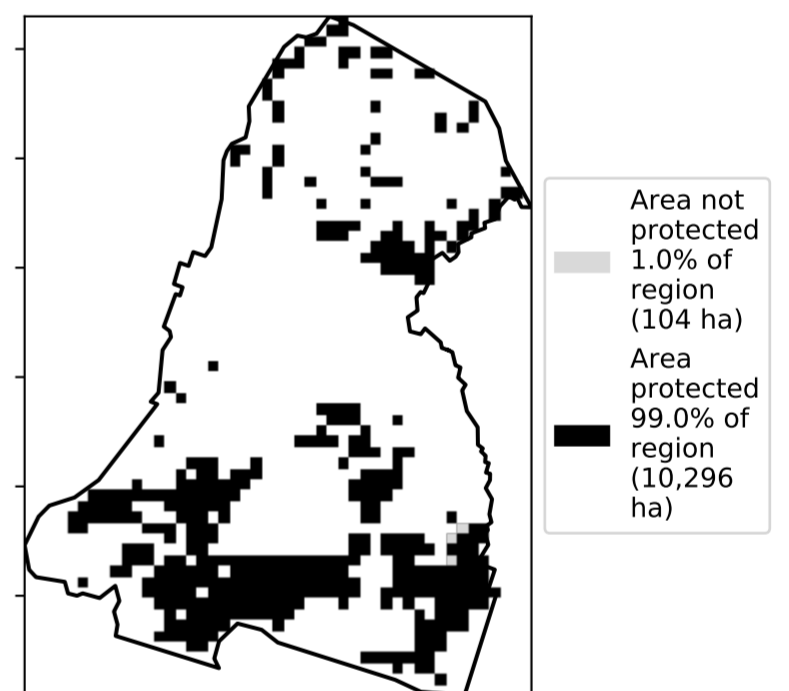 Area not
protected
1.0% of
region
(104 ha)
Area
protected
99.0% of
region
(10,296
ha)